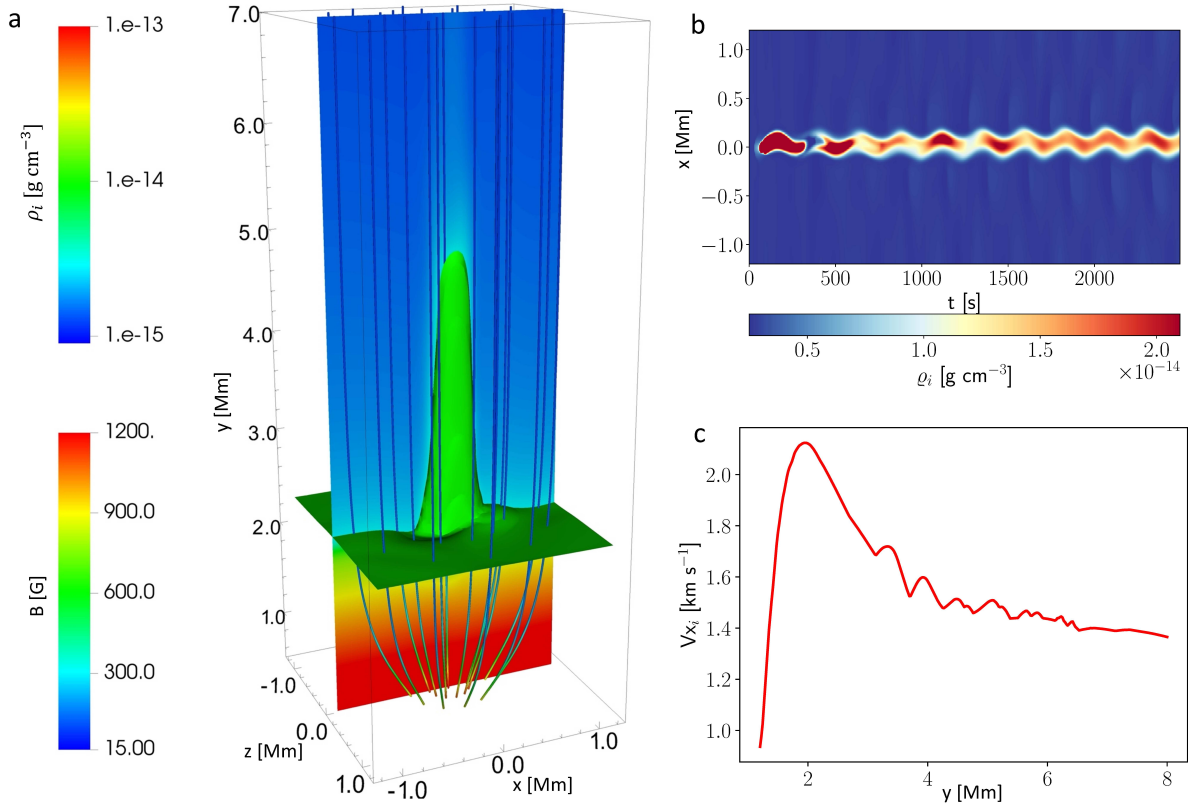 a
1.e-13
1.e-14
1.e-15
ρᵢ [g cm⁻³]
1200.
900.0
600.0
300.0
15.00
B [G]
7.0
6.0
5.0
4.0
3.0
2.0
1.0
y [Mm]
-1.0
0.0
1.0
z [Mm]
-1.0
0.0
1.0
x [Mm]
b
1.0
0.5
0.0
−0.5
−1.0
x [Mm]
0
500
1000
1500
2000
t [s]
0.5
1.0
1.5
2.0
×10⁻¹⁴
ϱᵢ [g cm⁻³]
c
2.0
1.8
1.6
1.4
1.2
1.0
Vxᵢ [km s⁻¹]
2
4
6
8
y [Mm]